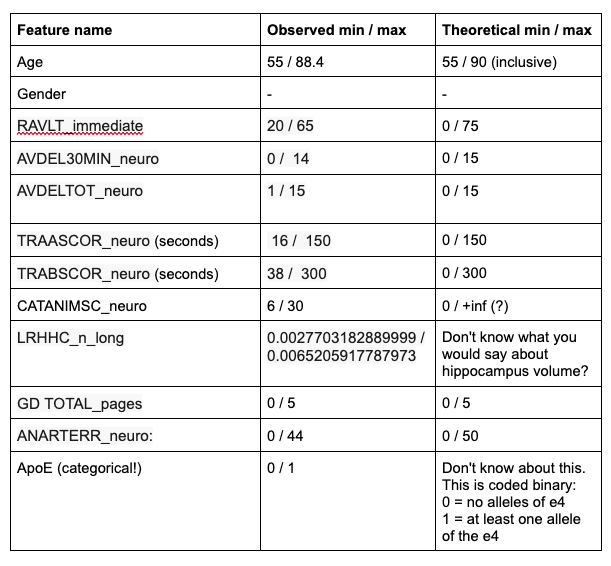 Feature name Observed min / max Theoretical min / max
Age 55 / 88.4 55 / 90 (inclusive)
Gender - -
RAVLT_immediate 20 / 65 0 / 75
AVDEL30MIN_neuro 0 / 14 0 / 15
AVDELTOT_neuro 1 / 15 0 / 15
TRAASCOR_neuro (seconds) 16 / 150 0 / 150
TRABSCOR_neuro (seconds) 38 / 300 0 / 300
CATANIMSC_neuro 6 / 30 0 / +inf (?)
LRHHC_n_long 0.0027703182889999 / Don't know what you
0.0065205917787973 would say about
hippocampus volume?
GD TOTAL_pages 0 / 5 0 / 5
ANARTERR_neuro: 0 / 44 0 / 50
ApoE (categorical!) 0 / 1 Don't know about this.
This is coded binary:
0 = no alleles of e4
1 = at least one allele
of the e4